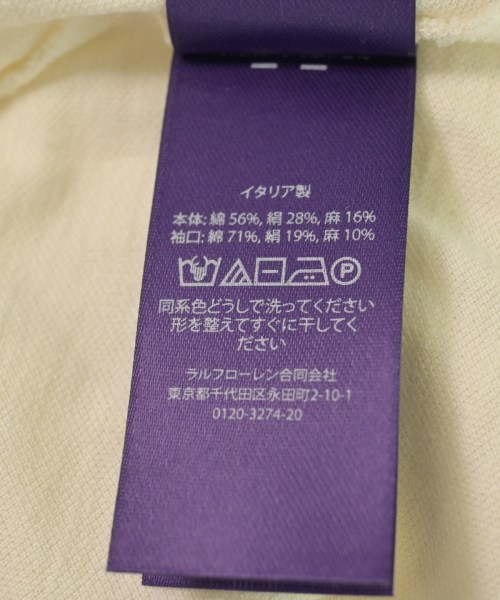 イタリア製
本体: 綿 56%, 絹 28%, 麻 16%
袖口: 綿 71%, 絹 19%, 麻 10%
P
同系色どうしで洗ってください
形を整えてすぐに干してく
ださい
ラルフローレン合同会社
東京都千代田区永田町2-10-1
0120-3274-20